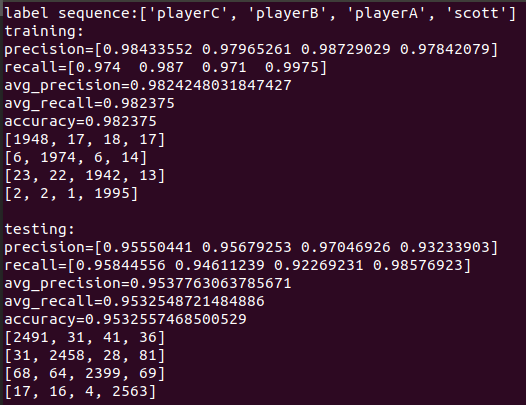 label sequence:['playerC', 'playerB', 'playerA', 'scott']
training:
precision=[0.98433552 0.97965261 0.98729029 0.97842079]
recall=[0.974  0.987  0.971  0.9975]
avg_precision=0.9824248031847427
avg_recall=0.982375
accuracy=0.982375
[1948, 17, 18, 17]
[6, 1974, 6, 14]
[23, 22, 1942, 13]
[2, 2, 1, 1995]

testing:
precision=[0.95550441 0.95679253 0.97046926 0.93233903]
recall=[0.95844556 0.94611239 0.92269231 0.98576923]
avg_precision=0.9537763063785671
avg_recall=0.9532548721484886
accuracy=0.9532557468500529
[2491, 31, 41, 36]
[31, 2458, 28, 81]
[68, 64, 2399, 69]
[17, 16, 4, 2563]